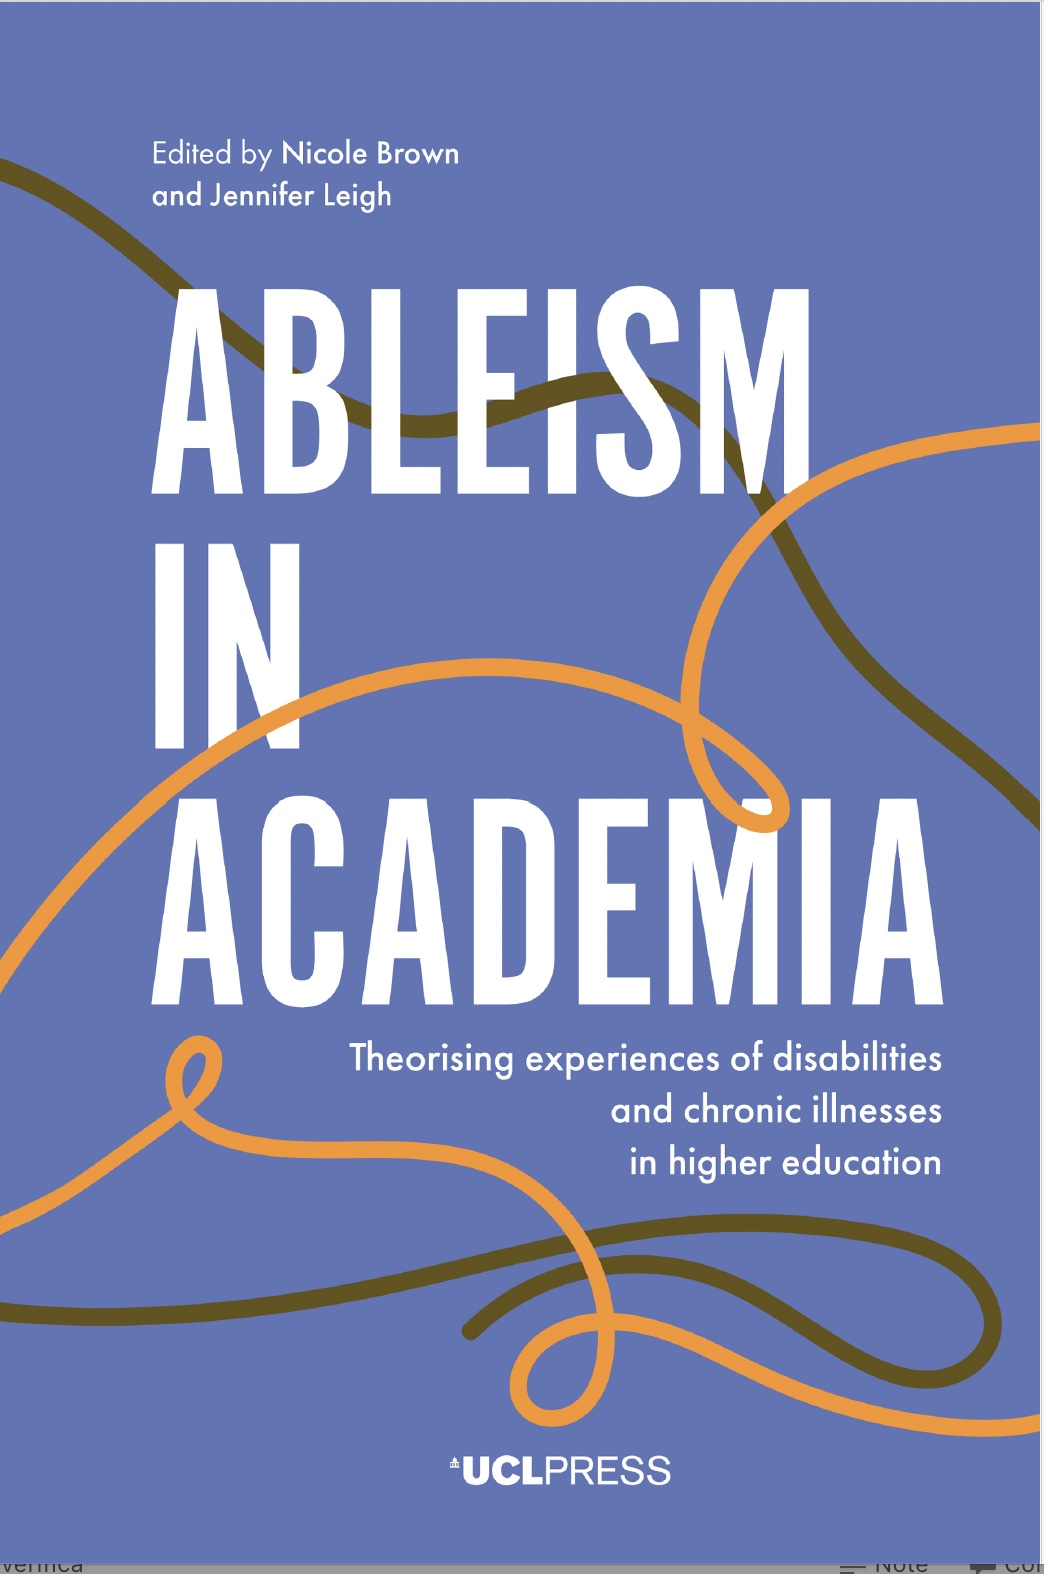 Edited by Nicole Brown
and Jennifer Leigh
ABLEISM
IN
ACADEMIA
Theorising experiences of disabilities
and chronic illnesses
in higher education
UCLPRESS
Note